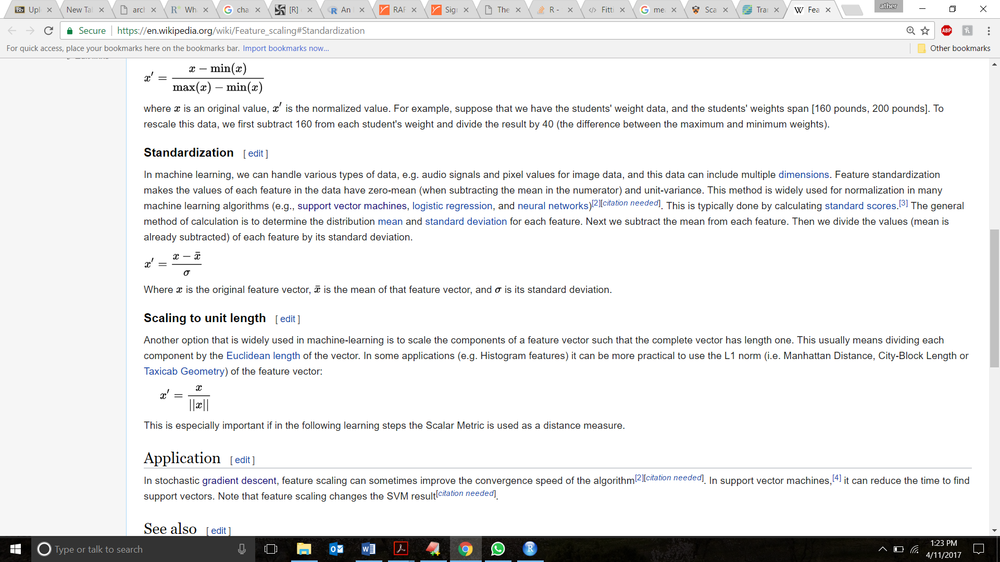 Bb Upl
New Ta
arcl
R* Wh
G cha
[R]
R An
RAF
Sig
The
R -
</> Fitti
G me
Sca
Tra
W Fea
ather
Secure
https://en.wikipedia.org/wiki/Feature_scaling#Standardization
ABP
For quick access, place your bookmarks here on the bookmarks bar. Import bookmarks now...
Other bookmarks
x′ = x − min(x) / max(x) − min(x)
where x is an original value, x′ is the normalized value. For example, suppose that we have the students' weight data, and the students' weights span [160 pounds, 200 pounds]. To
rescale this data, we first subtract 160 from each student's weight and divide the result by 40 (the difference between the maximum and minimum weights).
Standardization [ edit ]
In machine learning, we can handle various types of data, e.g. audio signals and pixel values for image data, and this data can include multiple dimensions. Feature standardization
makes the values of each feature in the data have zero-mean (when subtracting the mean in the numerator) and unit-variance. This method is widely used for normalization in many
machine learning algorithms (e.g., support vector machines, logistic regression, and neural networks)[2][citation needed]. This is typically done by calculating standard scores.[3] The general
method of calculation is to determine the distribution mean and standard deviation for each feature. Next we subtract the mean from each feature. Then we divide the values (mean is
already subtracted) of each feature by its standard deviation.
x′ = x − x̄ / σ
Where x is the original feature vector, x̄ is the mean of that feature vector, and σ is its standard deviation.
Scaling to unit length [ edit ]
Another option that is widely used in machine-learning is to scale the components of a feature vector such that the complete vector has length one. This usually means dividing each
component by the Euclidean length of the vector. In some applications (e.g. Histogram features) it can be more practical to use the L1 norm (i.e. Manhattan Distance, City-Block Length or
Taxicab Geometry) of the feature vector:
x′ = x / ||x||
This is especially important if in the following learning steps the Scalar Metric is used as a distance measure.
Application [ edit ]
In stochastic gradient descent, feature scaling can sometimes improve the convergence speed of the algorithm[2][citation needed]. In support vector machines,[4] it can reduce the time to find
support vectors. Note that feature scaling changes the SVM result[citation needed].
See also [ edit ]
Type or talk to search
1:23 PM
4/11/2017